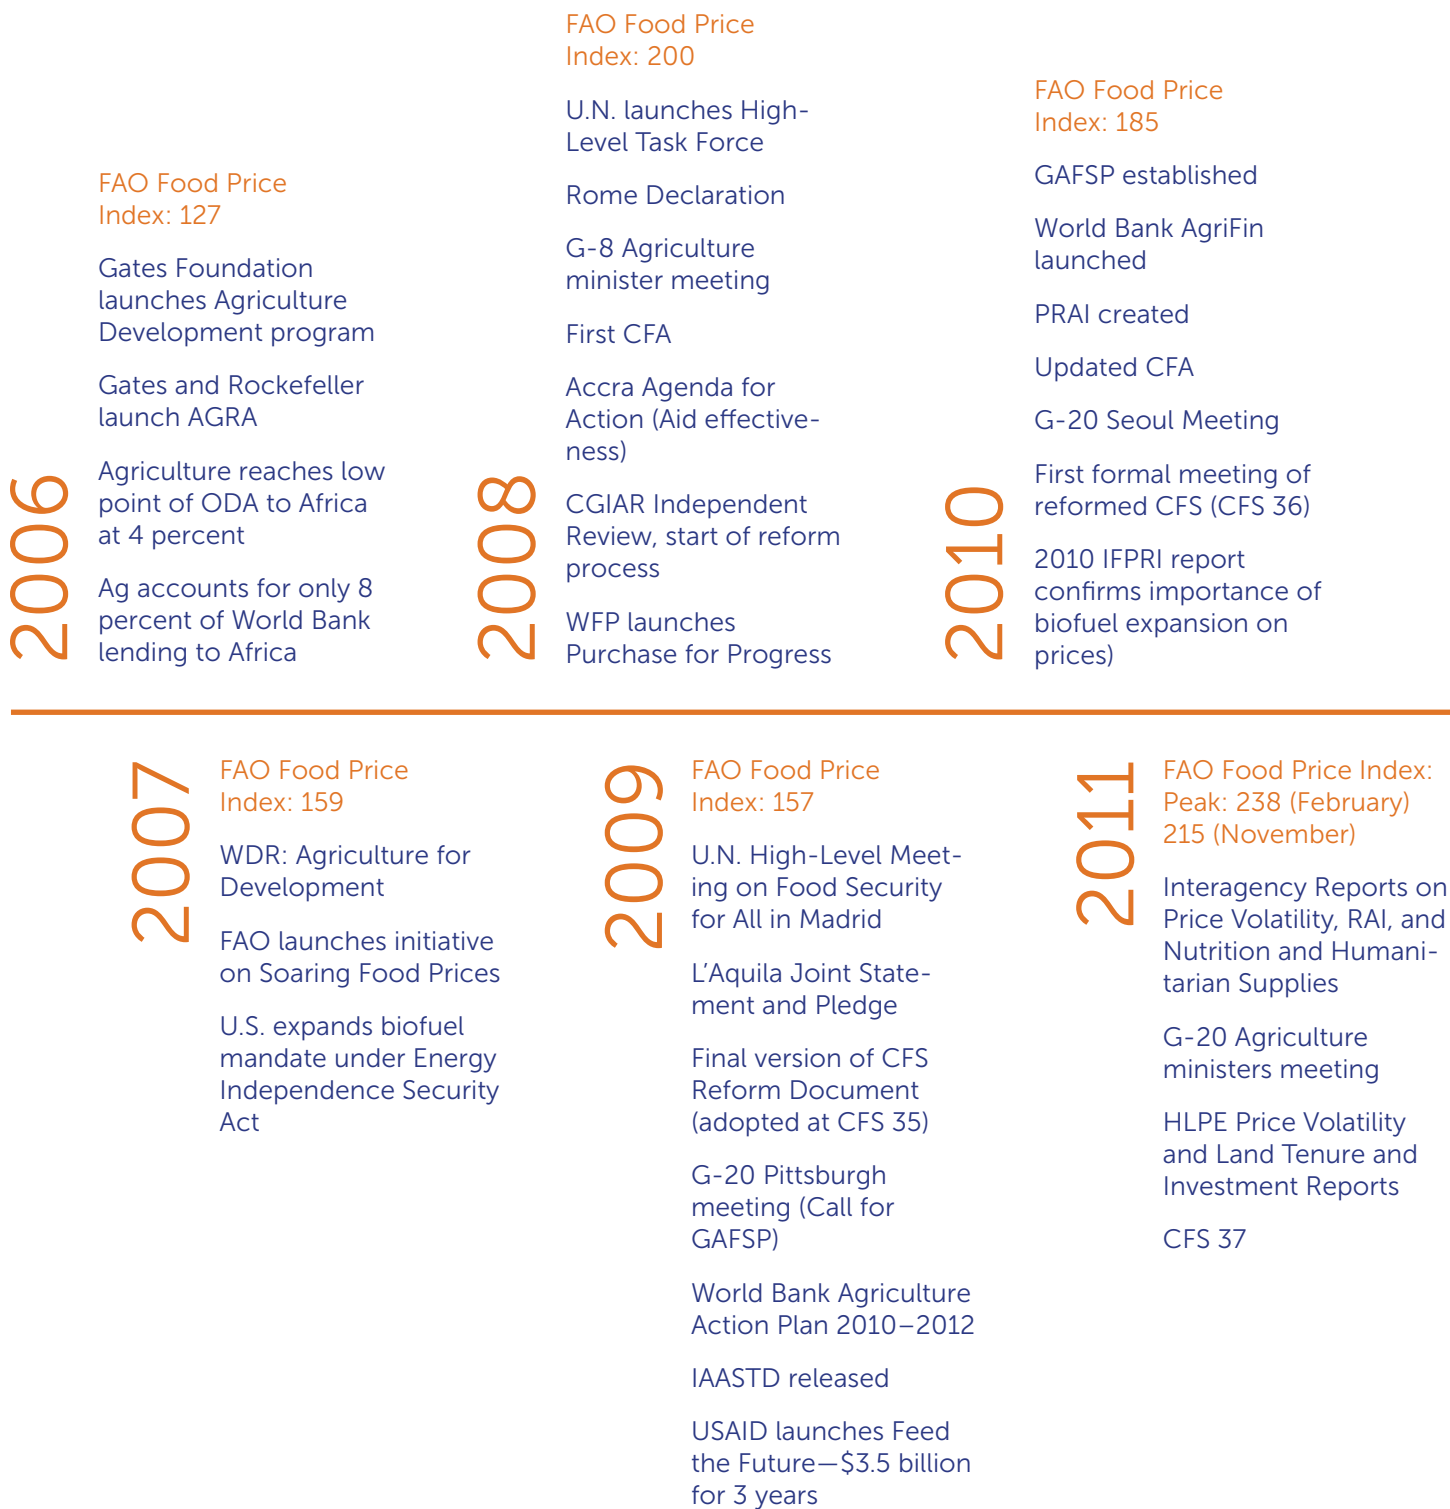 2006
FAO Food Price
Index: 127
Gates Foundation
launches Agriculture
Development program
Gates and Rockefeller
launch AGRA
Agriculture reaches low
point of ODA to Africa
at 4 percent
Ag accounts for only 8
percent of World Bank
lending to Africa
2008
FAO Food Price
Index: 200
U.N. launches High-
Level Task Force
Rome Declaration
G-8 Agriculture
minister meeting
First CFA
Accra Agenda for
Action (Aid effective-
ness)
CGIAR Independent
Review, start of reform
process
WFP launches
Purchase for Progress
2010
FAO Food Price
Index: 185
GAFSP established
World Bank AgriFin
launched
PRAI created
Updated CFA
G-20 Seoul Meeting
First formal meeting of
reformed CFS (CFS 36)
2010 IFPRI report
confirms importance of
biofuel expansion on
prices)
2007
FAO Food Price
Index: 159
WDR: Agriculture for
Development
FAO launches initiative
on Soaring Food Prices
U.S. expands biofuel
mandate under Energy
Independence Security
Act
2009
FAO Food Price
Index: 157
U.N. High-Level Meet-
ing on Food Security
for All in Madrid
L’Aquila Joint State-
ment and Pledge
Final version of CFS
Reform Document
(adopted at CFS 35)
G-20 Pittsburgh
meeting (Call for
GAFSP)
World Bank Agriculture
Action Plan 2010–2012
IAASTD released
USAID launches Feed
the Future—$3.5 billion
for 3 years
2011
FAO Food Price Index:
Peak: 238 (February)
215 (November)
Interagency Reports on
Price Volatility, RAI, and
Nutrition and Humani-
tarian Supplies
G-20 Agriculture
ministers meeting
HLPE Price Volatility
and Land Tenure and
Investment Reports
CFS 37